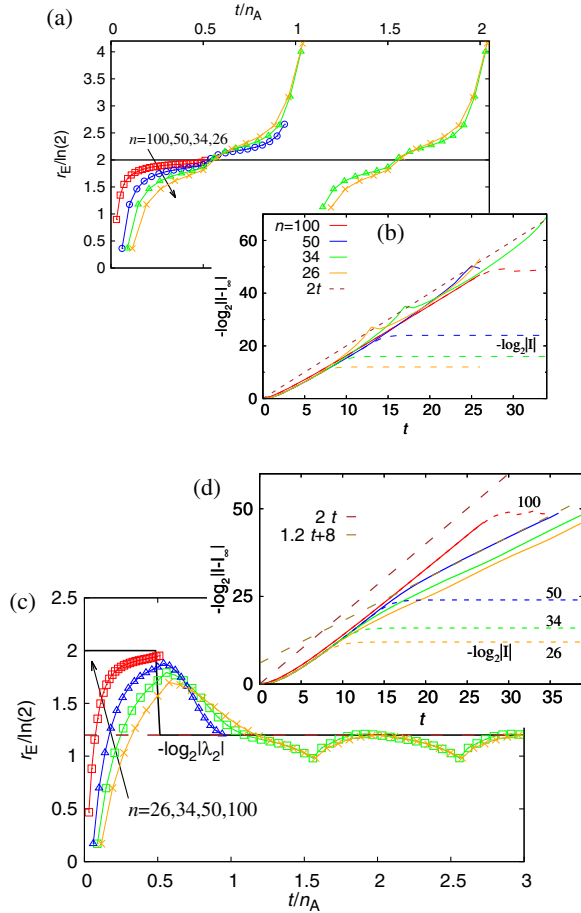 (a)
t/n_A
0 0.5 1 1.5 2
r_E/ln(2)
4
3.5
3
2.5
2
1.5
1
0.5
0
n=100,50,34,26
(b)
n=100
50
34
26
2t
-log₂|I-I∞|
60
40
20
0
-log₂|I|
0 5 10 15 20 25 30
t
(d)
2 t
1.2 t+8
-log₂|I-I∞|
50
25
0
100
50
34
26
-log₂|I|
0 5 10 15 20 25 30 35
t
(c)
r_E/ln(2)
2.5
2
1.5
1
0.5
0
-log₂|λ₂|
n=26,34,50,100
0 0.5 1 1.5 2 2.5 3
t/n_A